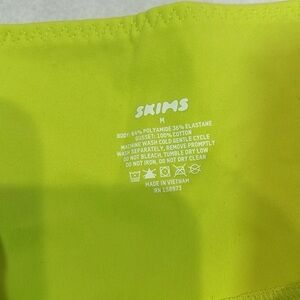 SKIMS
M
BODY: 64% POLYAMIDE 36% ELASTANE
GUSSET: 100% COTTON
MACHINE WASH COLD GENTLE CYCLE
WASH SEPARATELY, REMOVE PROMPTLY
DO NOT BLEACH, TUMBLE DRY LOW
DO NOT IRON, DO NOT DRY CLEAN
MADE IN VIETNAM